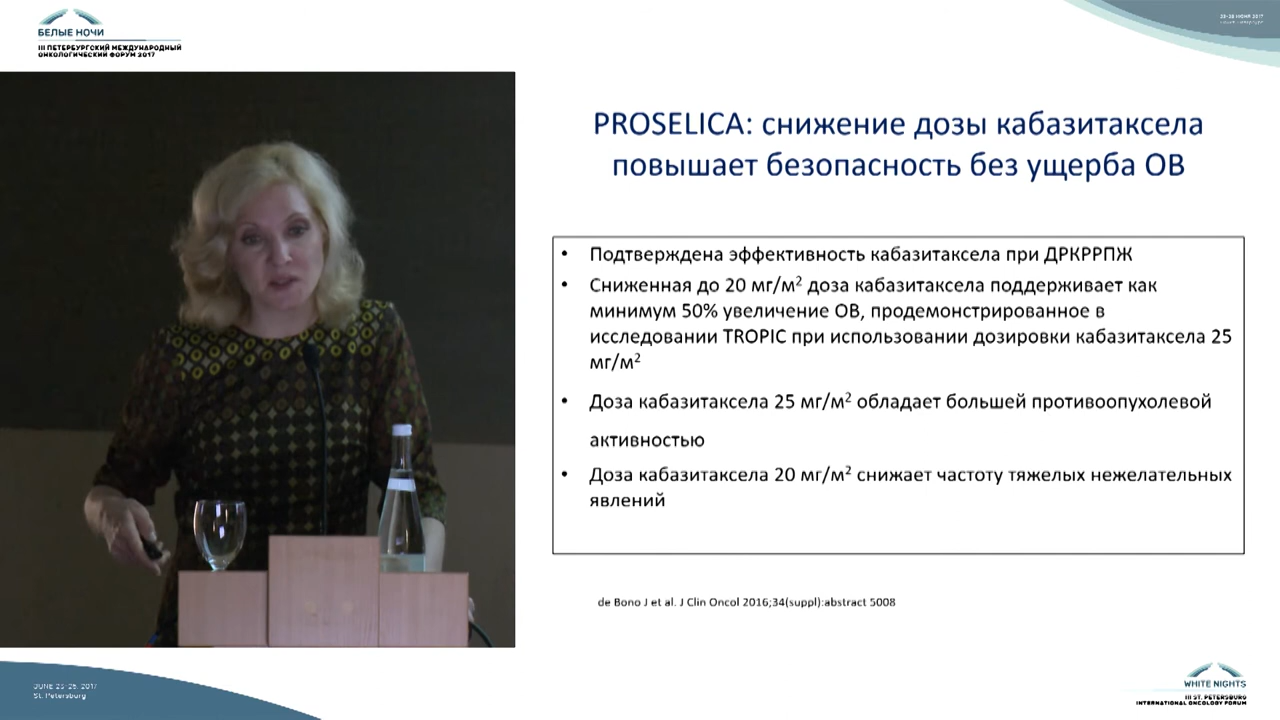 БЕЛЫЕ НОЧИ
III ПЕТЕРБУРГСКИЙ МЕЖДУНАРОДНЫЙ
ОНКОЛОГИЧЕСКИЙ ФОРУМ 2017
PROSELICA: снижение дозы кабазитаксела
повышает безопасность без ущерба ОВ
• Подтверждена эффективность кабазитаксела при ДРКРРПЖ
• Сниженная до 20 мг/м² доза кабазитаксела поддерживает как
минимум 50% увеличение ОВ, продемонстрированное в
исследовании TROPIC при использовании дозировки кабазитаксела 25
мг/м²
• Доза кабазитаксела 25 мг/м² обладает большей противоопухолевой
активностью
• Доза кабазитаксела 20 мг/м² снижает частоту тяжелых нежелательных
явлений
de Bono J et al. J Clin Oncol 2016;34(suppl):abstract 5008
St. Petersburg
WHITE NIGHTS
III ST. PETERSBURG
INTERNATIONAL ONCOLOGY FORUM